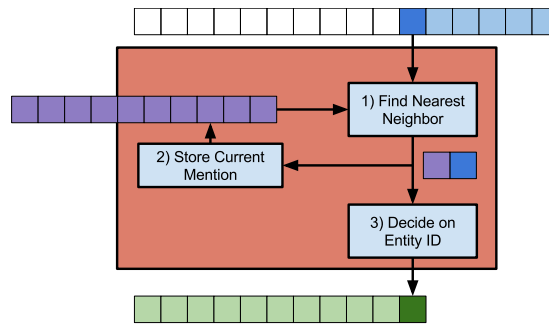 1) Find Nearest
Neighbor
2) Store Current
Mention
3) Decide on
Entity ID